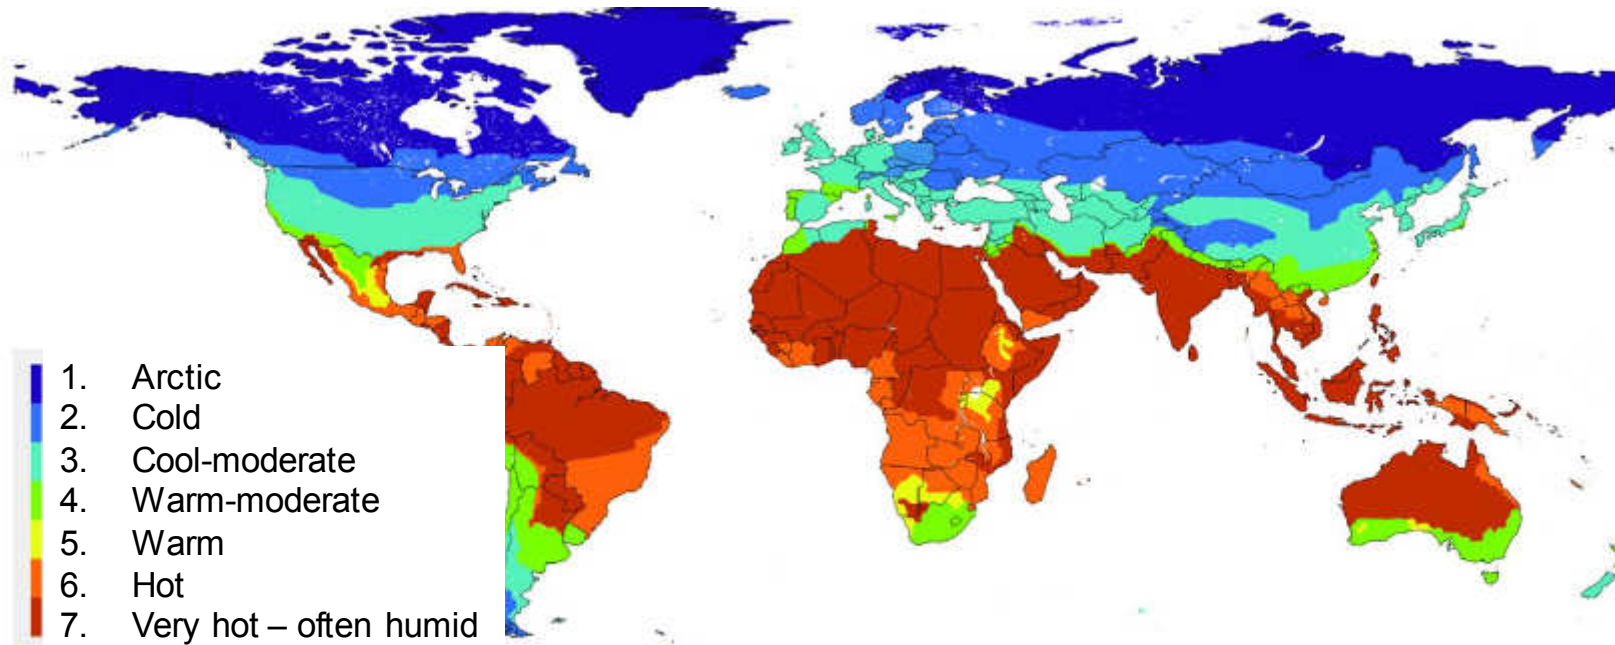 1. Arctic
2. Cold
3. Cool-moderate
4. Warm-moderate
5. Warm
6. Hot
7. Very hot – often humid